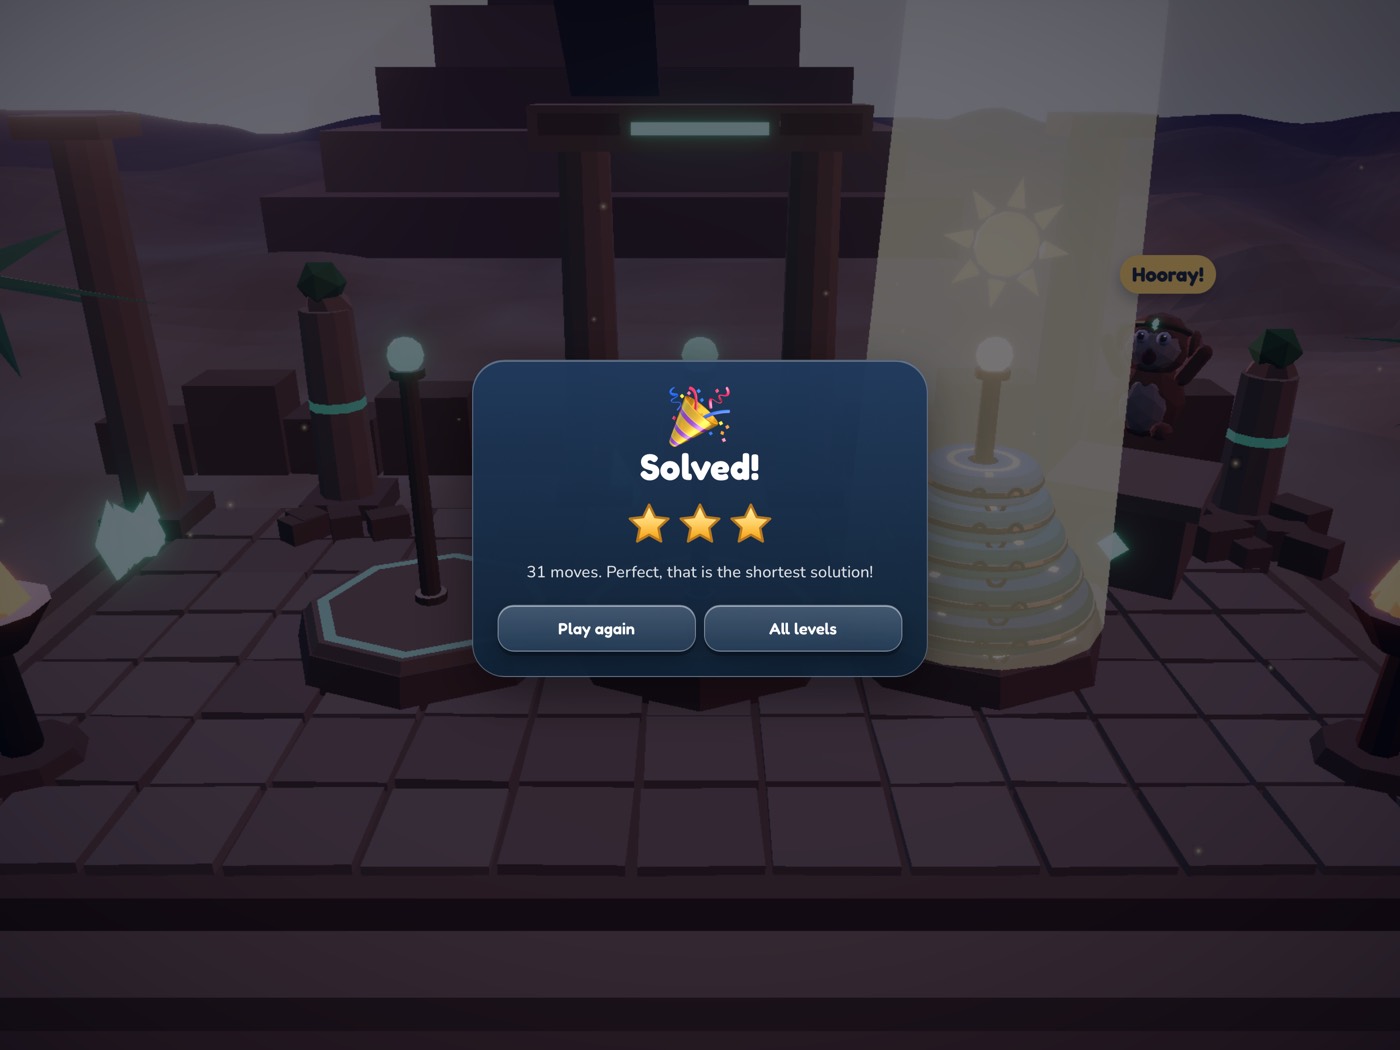 Hooray!
Solved!
31 moves. Perfect, that is the shortest solution!
Play again
All levels